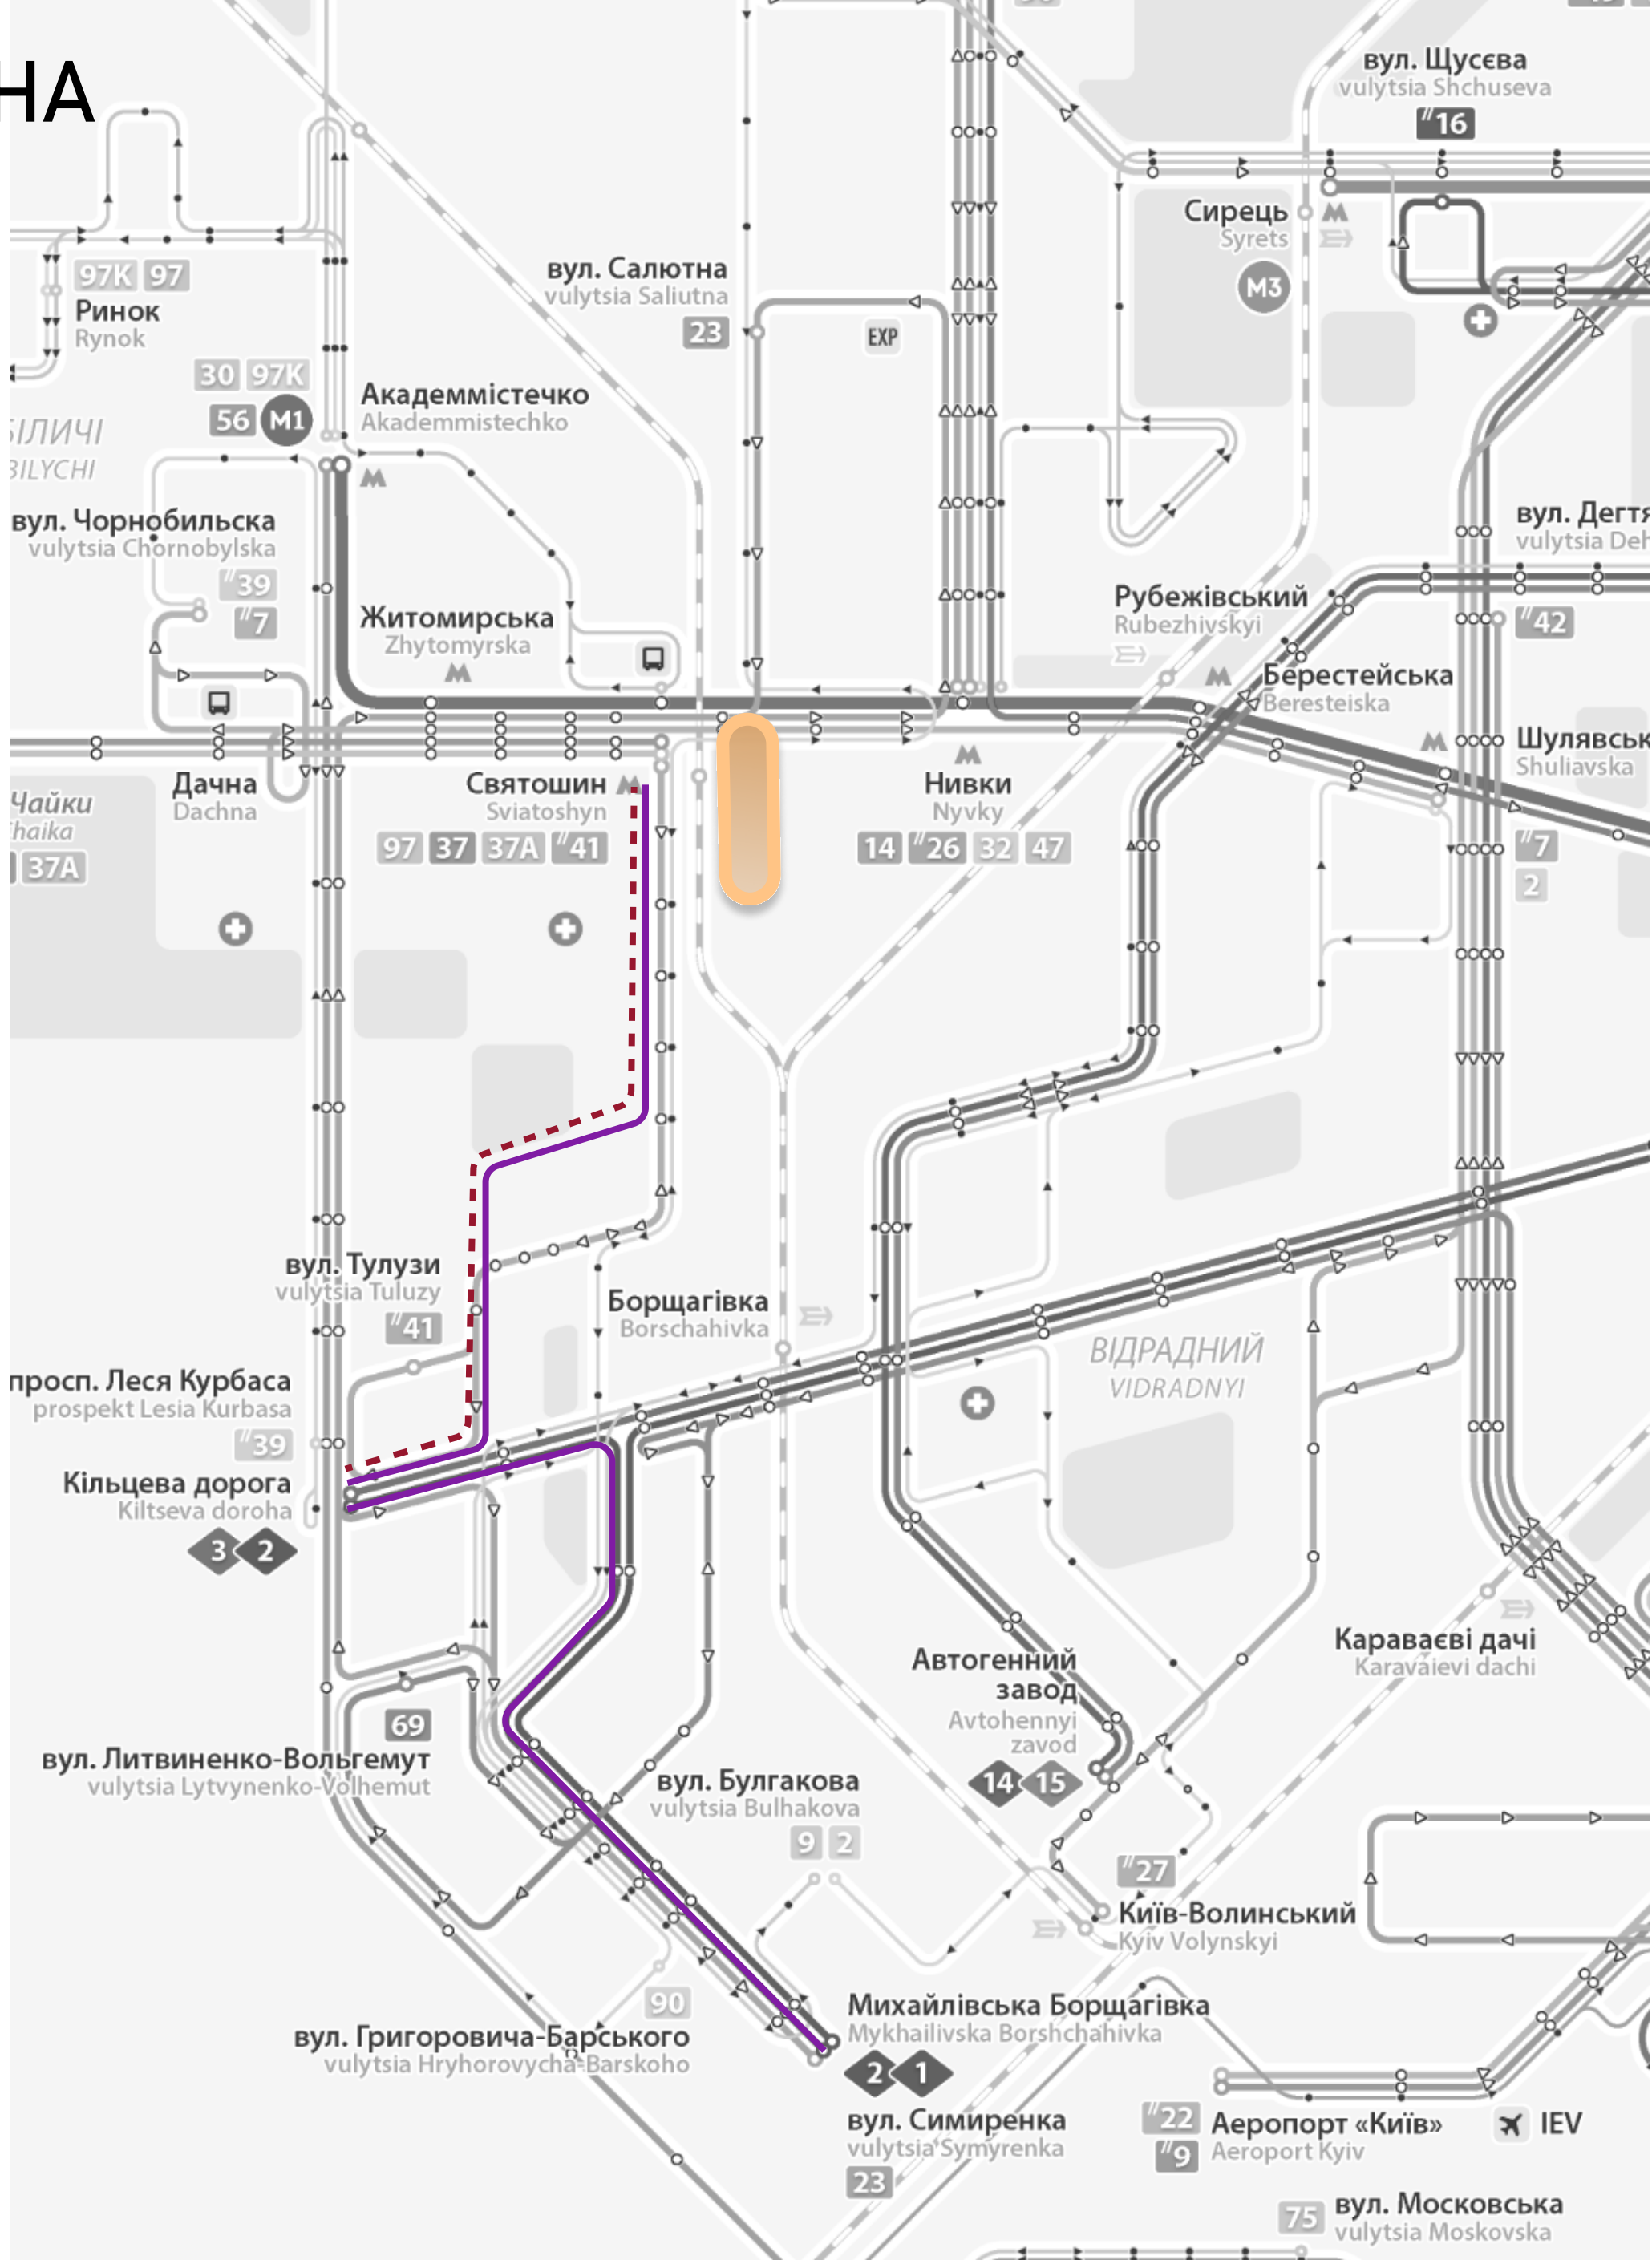 НА
вул. Щусєва
vulytsia Shchuseva
16
Сирець
Syrets
M3
97К 97
Ринок
Rynok
вул. Салютна
vulytsia Saliutna
23
EXP
30 97К
56 M1
Академмістечко
Akademmistechko
БІЛИЧІ
BILYCHI
вул. Чорнобильска
vulytsia Chornobylska
39
7
Житомирська
Zhytomyrska
вул. Дегтя
vulytsia Deh
42
Рубежівський
Rubezhivskyi
Берестейська
Beresteiska
Шулявськ
Shuliavska
7
2
Дачна
Dachna
Святошин
Sviatoshyn
97 37 37А 41
Нивки
Nyvky
14 26 32 47
Чайки
Chaika
37А
вул. Тулузи
vulytsia Tuluzy
41
Борщагівка
Borschahivka
ВІДРАДНИЙ
VIDRADNYI
просп. Леся Курбаса
prospekt Lesia Kurbasa
39
Кільцева дорога
Kiltseva doroha
3 2
Караваєві дачі
Karavaievi dachi
Автогенний
завод
Avtohennyi
zavod
14 15
69
вул. Литвиненко-Вольгемут
vulytsia Lytvynenko-Volhemut
вул. Булгакова
vulytsia Bulhakova
9 2
27
Київ-Волинський
Kyiv Volynskyi
90
вул. Григоровича-Барського
vulytsia Hryhorovycha-Barskoho
Михайлівська Борщагівка
Mykhailivska Borshchahivka
2 1
вул. Симиренка
vulytsia Symyrenka
23
22
9
Аеропорт «Київ»
Aeroport Kyiv
IEV
75
вул. Московська
vulytsia Moskovska